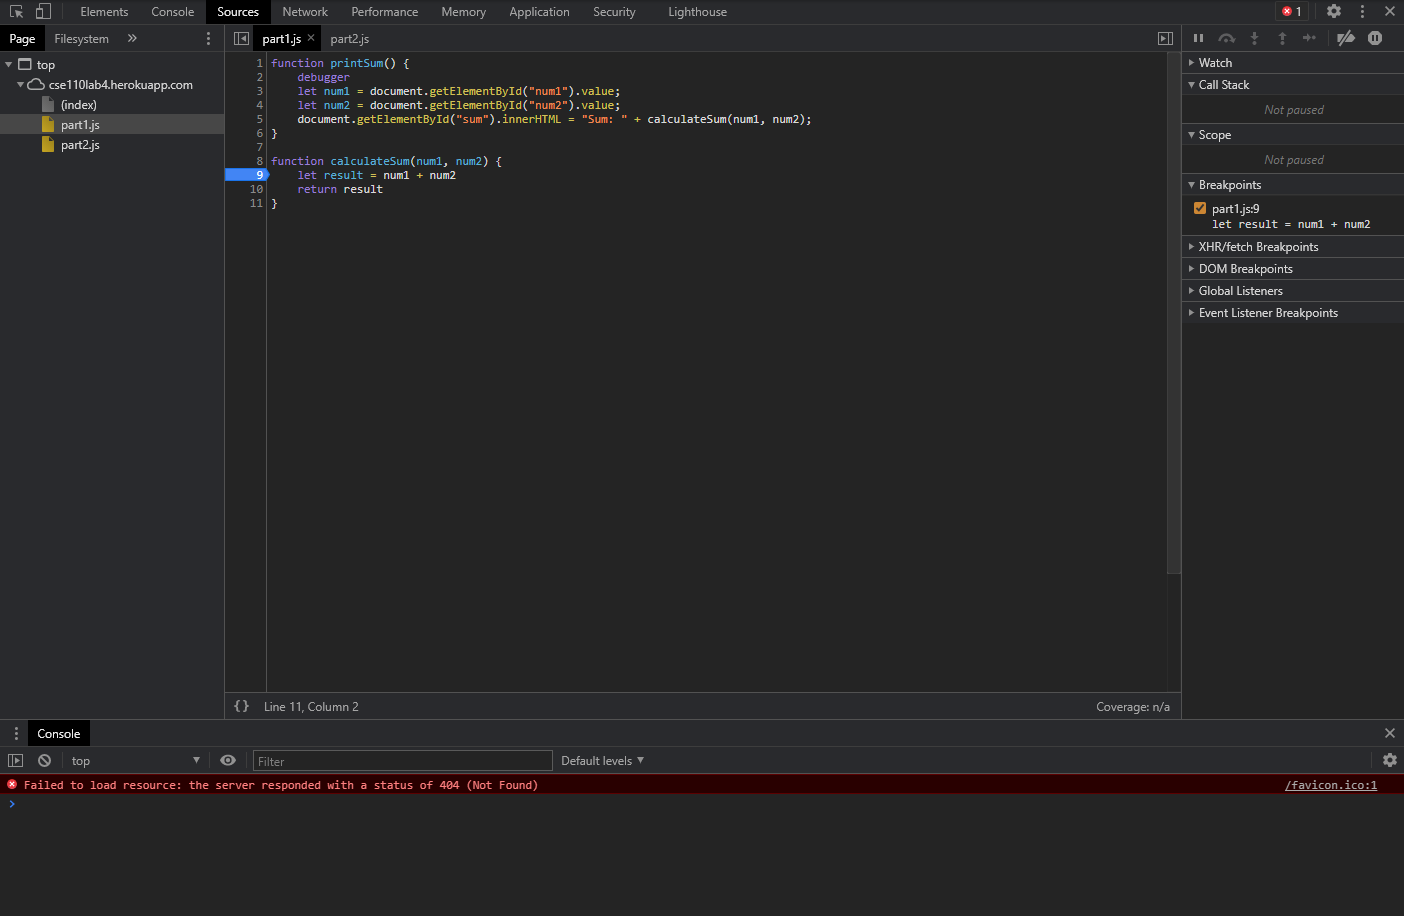 Elements Console Sources Network Performance Memory Application Security Lighthouse 1
Page Filesystem
part1.js part2.js
top
cse110lab4.herokuapp.com
(index)
part1.js
part2.js
1 function printSum() {
2 debugger
3 let num1 = document.getElementById("num1").value;
4 let num2 = document.getElementById("num2").value;
5 document.getElementById("sum").innerHTML = "Sum: " + calculateSum(num1, num2);
6 }
7
8 function calculateSum(num1, num2) {
9 let result = num1 + num2
10 return result
11 }
{} Line 11, Column 2 Coverage: n/a
Watch
Call Stack
Not paused
Scope
Not paused
Breakpoints
part1.js:9
let result = num1 + num2
XHR/fetch Breakpoints
DOM Breakpoints
Global Listeners
Event Listener Breakpoints
Console
top Filter Default levels
Failed to load resource: the server responded with a status of 404 (Not Found) /favicon.ico:1